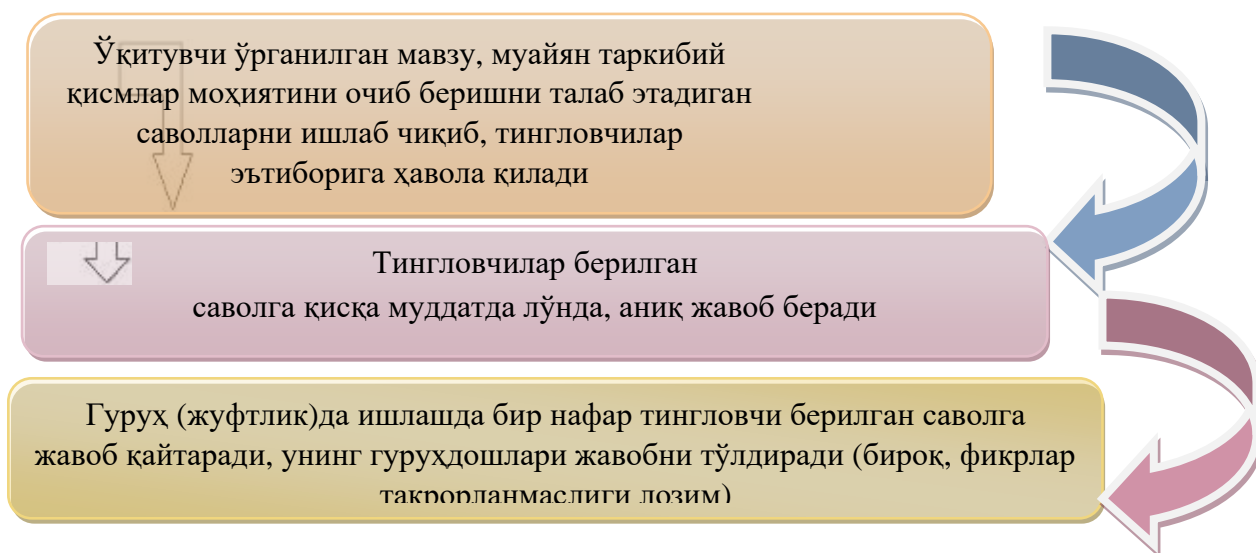 Ўқитувчи ўрганилган мавзу, муайян таркибий
қисмлар моҳиятини очиб беришни талаб этадиган
саволларни ишлаб чиқиб, тингловчилар
эътиборига ҳавола қилади
Тингловчилар берилган
саволга қисқа муддатда лўнда, аниқ жавоб беради
Гуруҳ (жуфтлик)да ишлашда бир нафар тингловчи берилган саволга
жавоб қайтаради, унинг гуруҳдошлари жавобни тўлдиради (бироқ, фикрлар
такрорланмаслиги лозим)